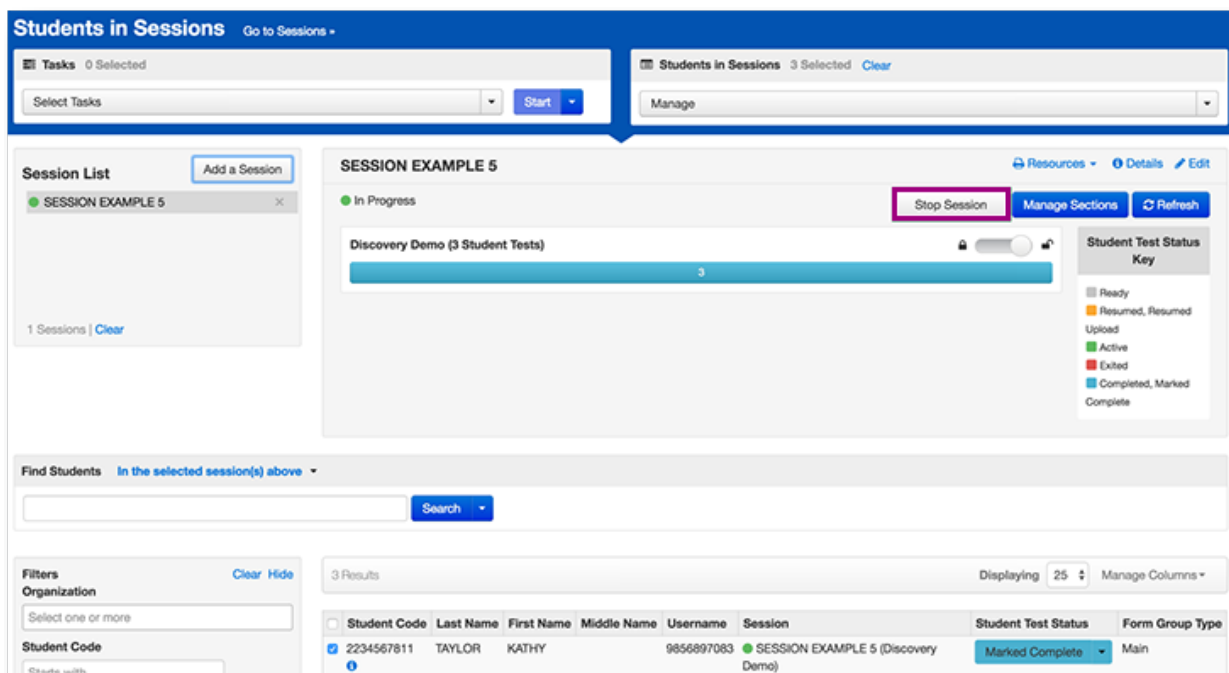 Students in Sessions Go to Sessions »
Tasks 0 Selected
Students in Sessions 3 Selected Clear
Select Tasks
Start
Manage
Session List
Add a Session
SESSION EXAMPLE 5
1 Sessions | Clear
SESSION EXAMPLE 5
Resources
Details
Edit
In Progress
Stop Session
Manage Sections
Refresh
Discovery Demo (3 Student Tests)
3
Student Test Status
Key
Ready
Resumed, Resumed
Upload
Active
Exited
Completed, Marked
Complete
Find Students In the selected session(s) above
Search
Filters
Clear Hide
Organization
Select one or more
Student Code
Starts with
3 Results
Displaying 25
Manage Columns
Student Code Last Name First Name Middle Name Username Session Student Test Status Form Group Type
2234567811 TAYLOR KATHY 9856897083 SESSION EXAMPLE 5 (Discovery Marked Complete Main
Demo)